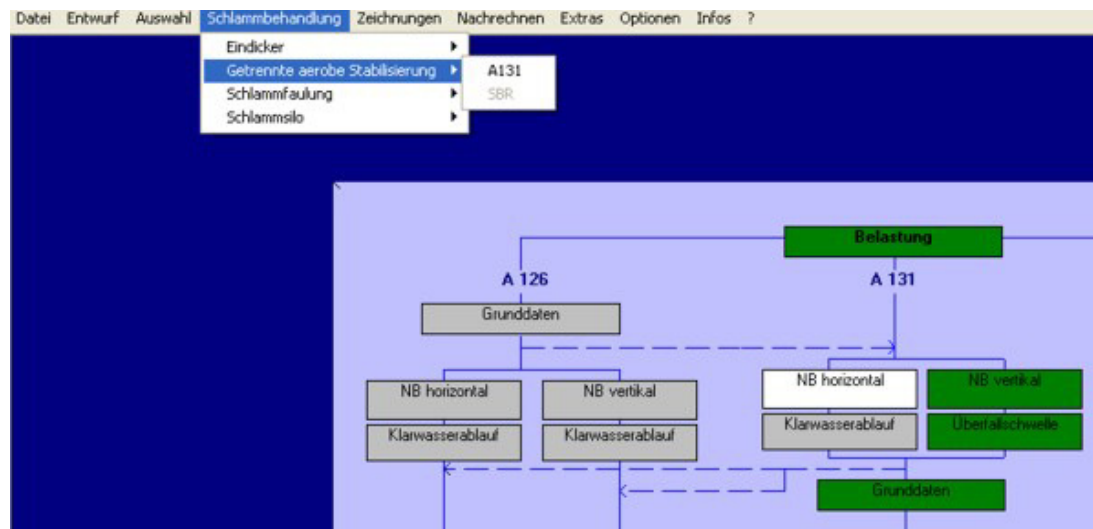 Datei Entwurf Auswahl Schlammbehandlung Zeichnungen Nachrechnen Extras Optionen Infos ?
Eindicker
Getrennte aerobe Stabilisierung A131
Schlammfaulung SBR
Schlammsilo
Belastung
A 126 A 131
Grunddaten
NB horizontal NB vertikal NB horizontal NB vertikal
Klarwasserablauf Klarwasserablauf Klarwasserablauf Überfallschwelle
Grunddaten